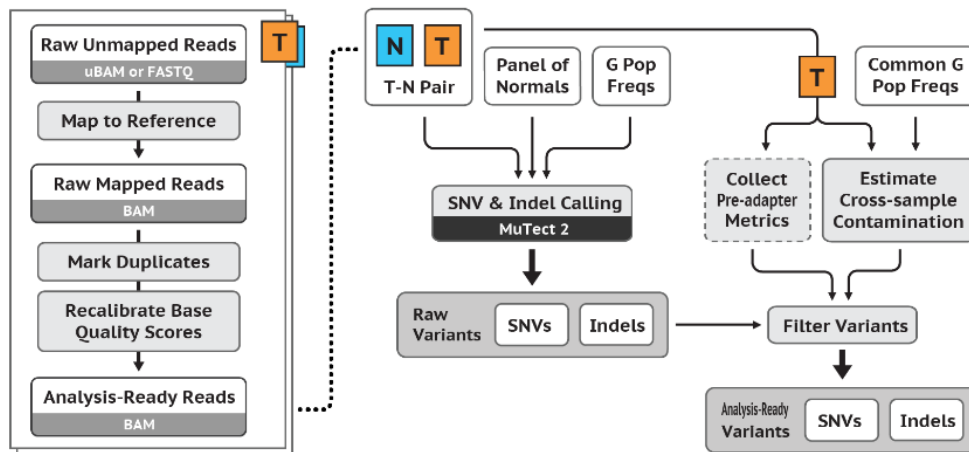 Raw Unmapped Reads
uBAM or FASTQ
T
Map to Reference
Raw Mapped Reads
BAM
Mark Duplicates
Recalibrate Base
Quality Scores
Analysis-Ready Reads
BAM
N T
T-N Pair
Panel of
Normals
G Pop
Freqs
SNV & Indel Calling
MuTect 2
Raw
Variants
SNVs
Indels
T
Common G
Pop Freqs
Collect
Pre-adapter
Metrics
Estimate
Cross-sample
Contamination
Filter Variants
Analysis-Ready
Variants
SNVs
Indels